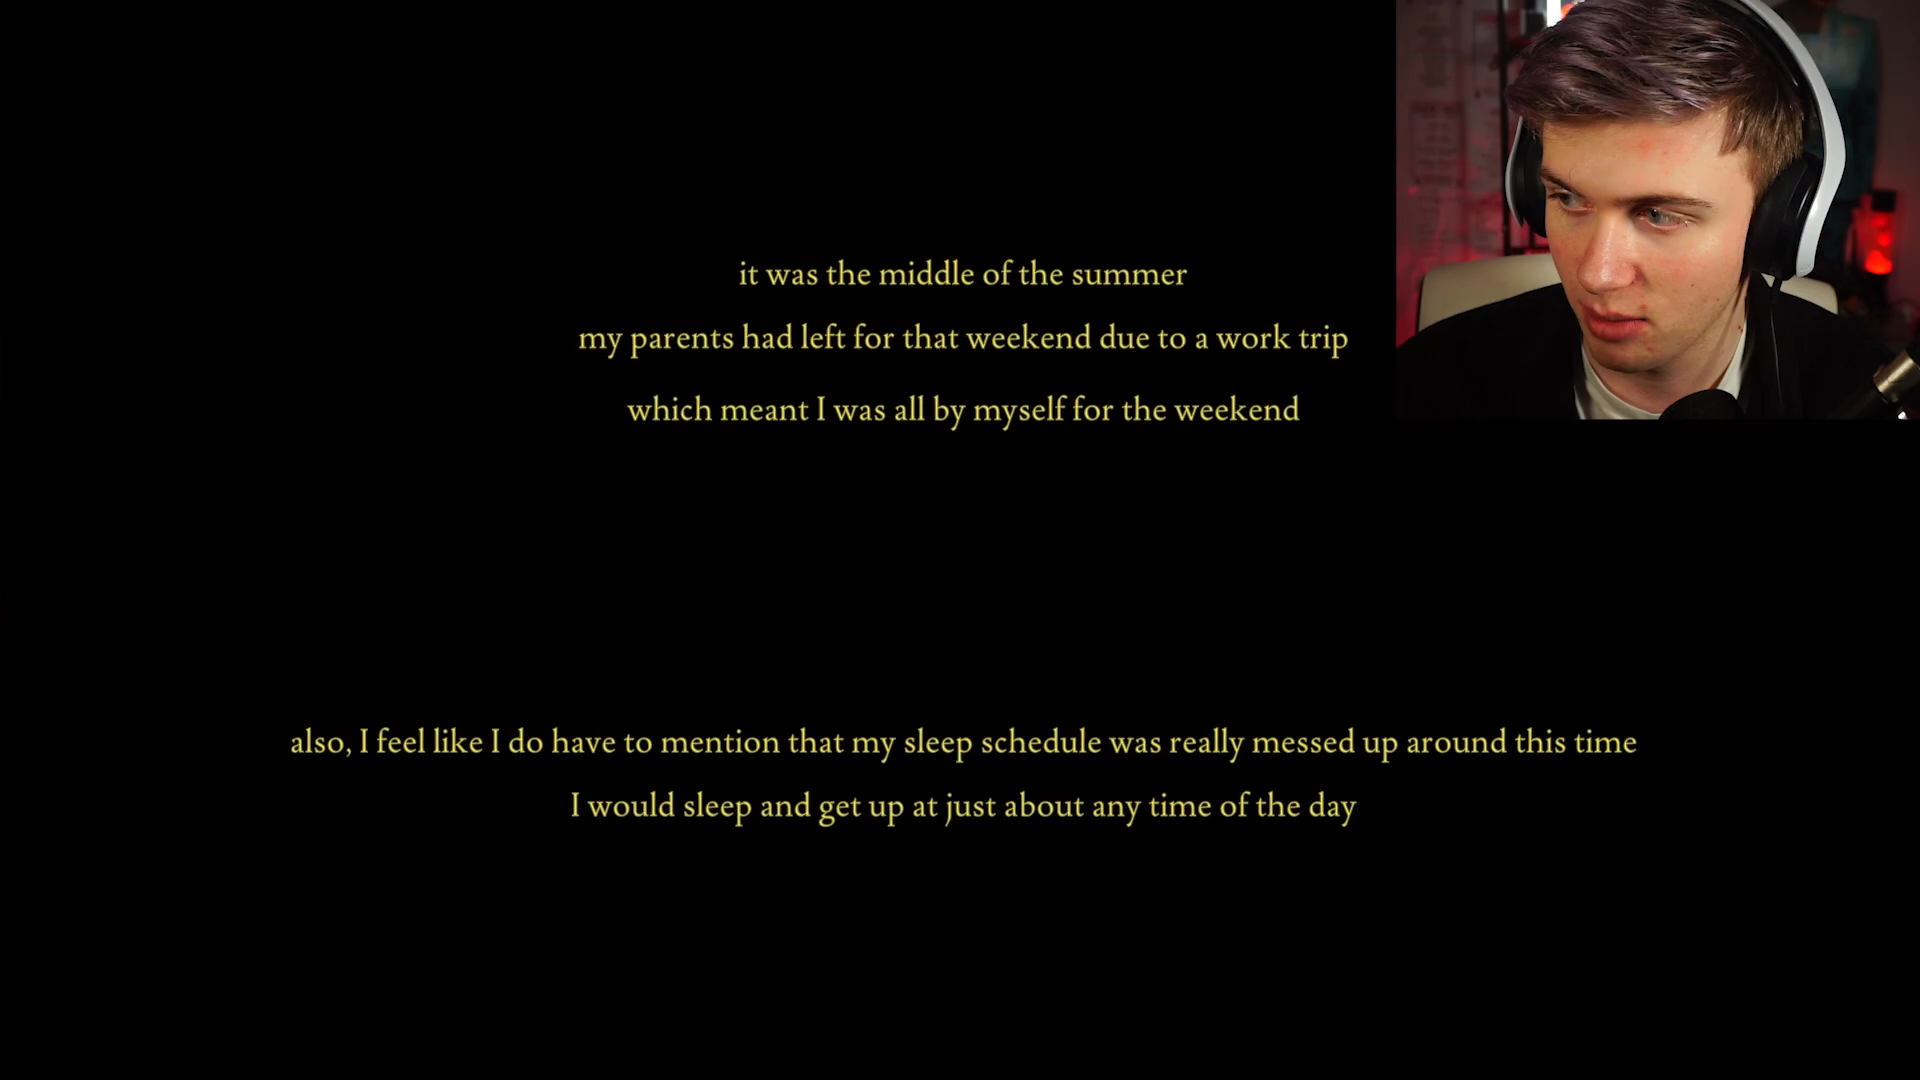 it was the middle of the summer
my parents had left for that weekend due to a work trip
which meant I was all by myself for the weekend
also, I feel like I do have to mention that my sleep schedule was really messed up around this time
I would sleep and get up at just about any time of the day